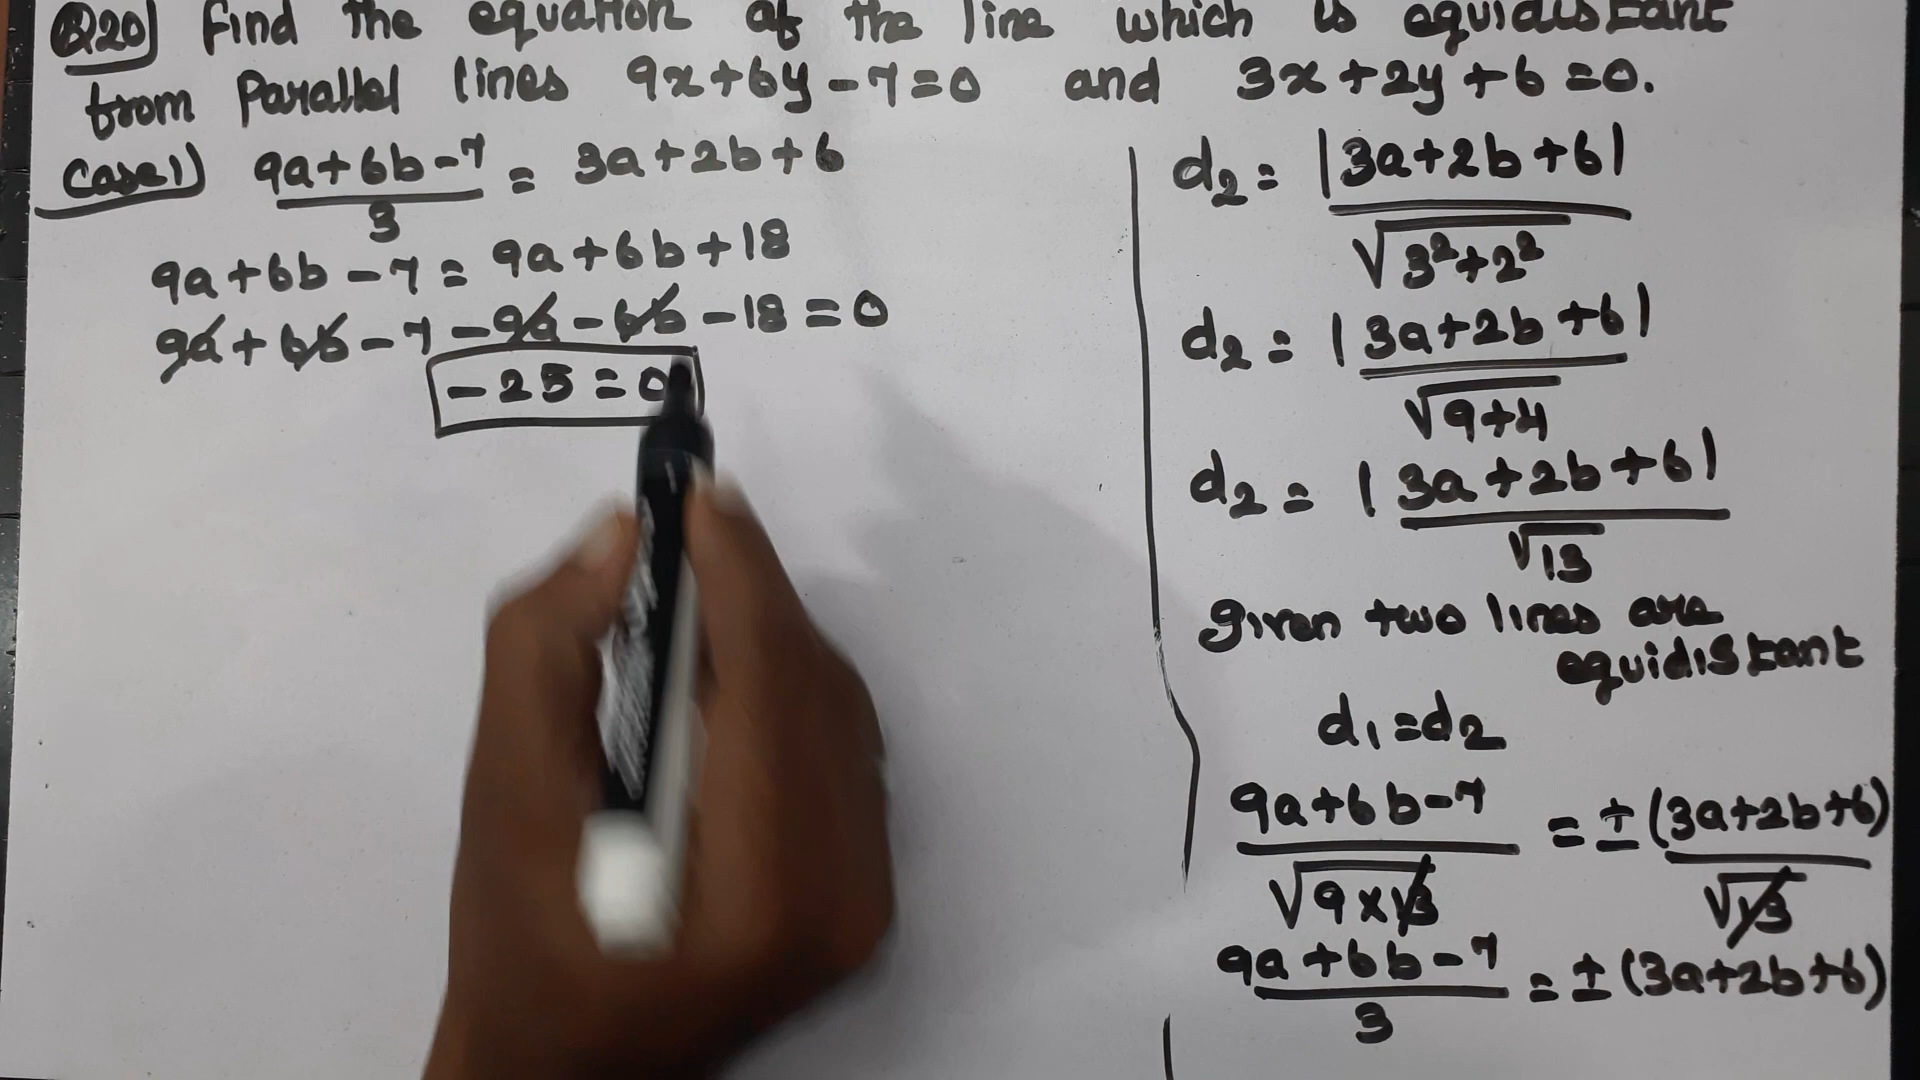 Q20) Find the equation of the line which is equidistant
from Parallel lines 9x+6y-7=0 and 3x+2y+6=0.
Case1) 9a+6b-7/3 = 3a+2b+6
9a+6b-7=9a+6b+18
9a+6b-7-9a-6b-18=0
-25=0
d2= |3a+2b+6|/√3²+2²
d2= |3a+2b+6|/√9+4
d2= |3a+2b+6|/√13
given two lines are
equidistant
d1=d2
9a+6b-7/√9×13 = ±(3a+2b+6)/√13
9a+6b-7/3 = ±(3a+2b+6)